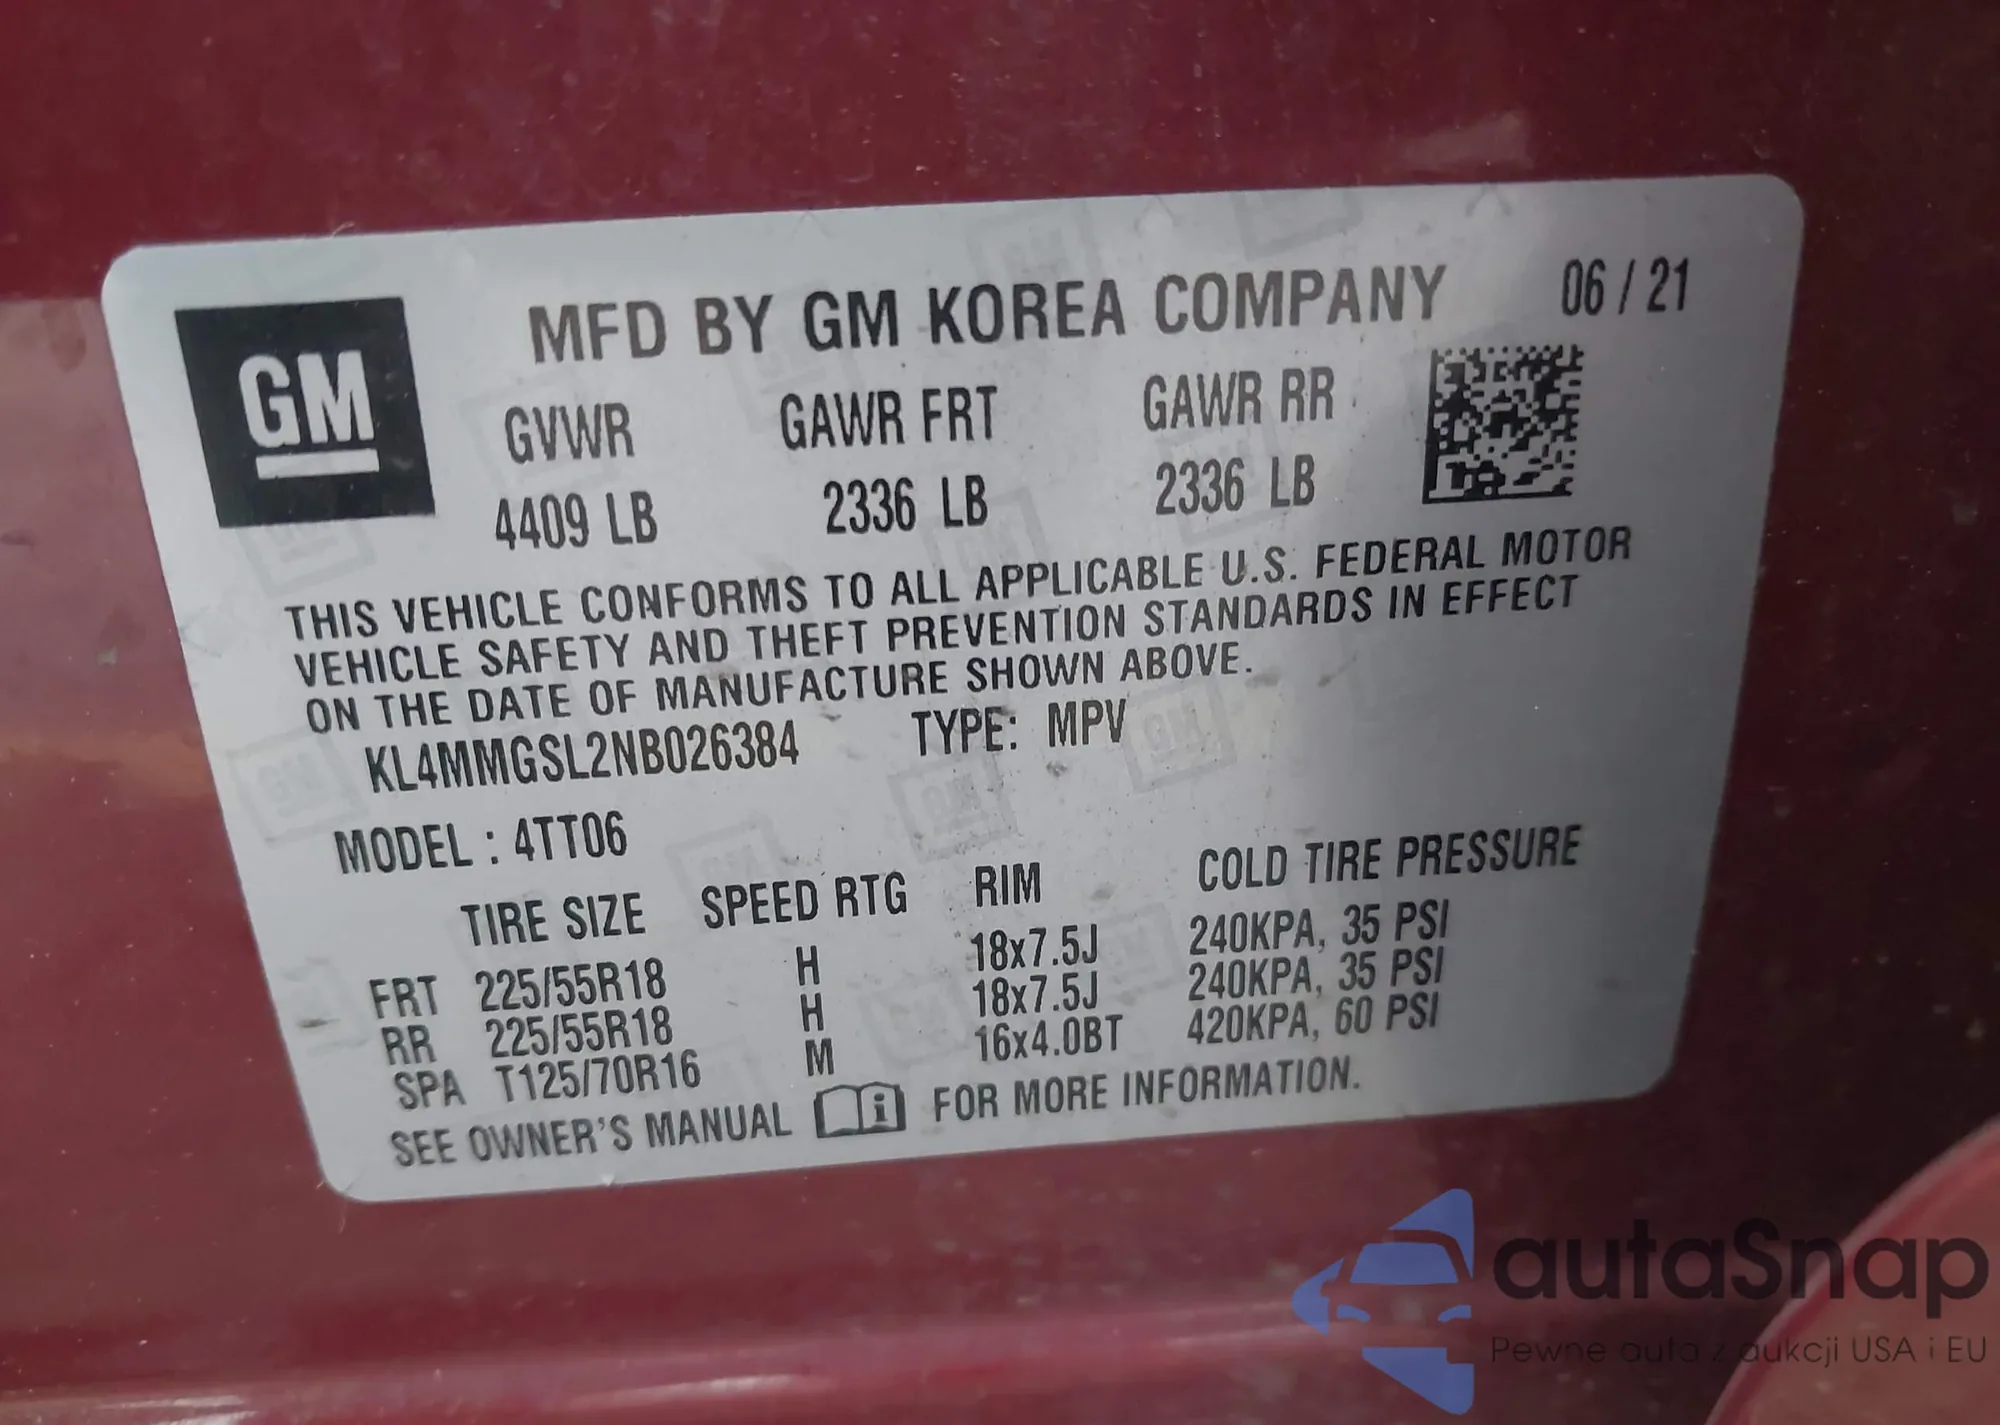 GM
MFD BY GM KOREA COMPANY 06 / 21
GVWR GAWR FRT GAWR RR
4409 LB 2336 LB 2336 LB
THIS VEHICLE CONFORMS TO ALL APPLICABLE U.S. FEDERAL MOTOR
VEHICLE SAFETY AND THEFT PREVENTION STANDARDS IN EFFECT
ON THE DATE OF MANUFACTURE SHOWN ABOVE.
KL4MMGSL2NB026384 TYPE: MPV
MODEL : 4TT06
TIRE SIZE SPEED RTG RIM COLD TIRE PRESSURE
FRT 225/55R18 H 18x7.5J 240KPA, 35 PSI
RR 225/55R18 H 18x7.5J 240KPA, 35 PSI
SPA T125/70R16 M 16x4.0BT 420KPA, 60 PSI
SEE OWNER'S MANUAL i FOR MORE INFORMATION.
autaSnap
Pewne auta z aukcji USA i EU